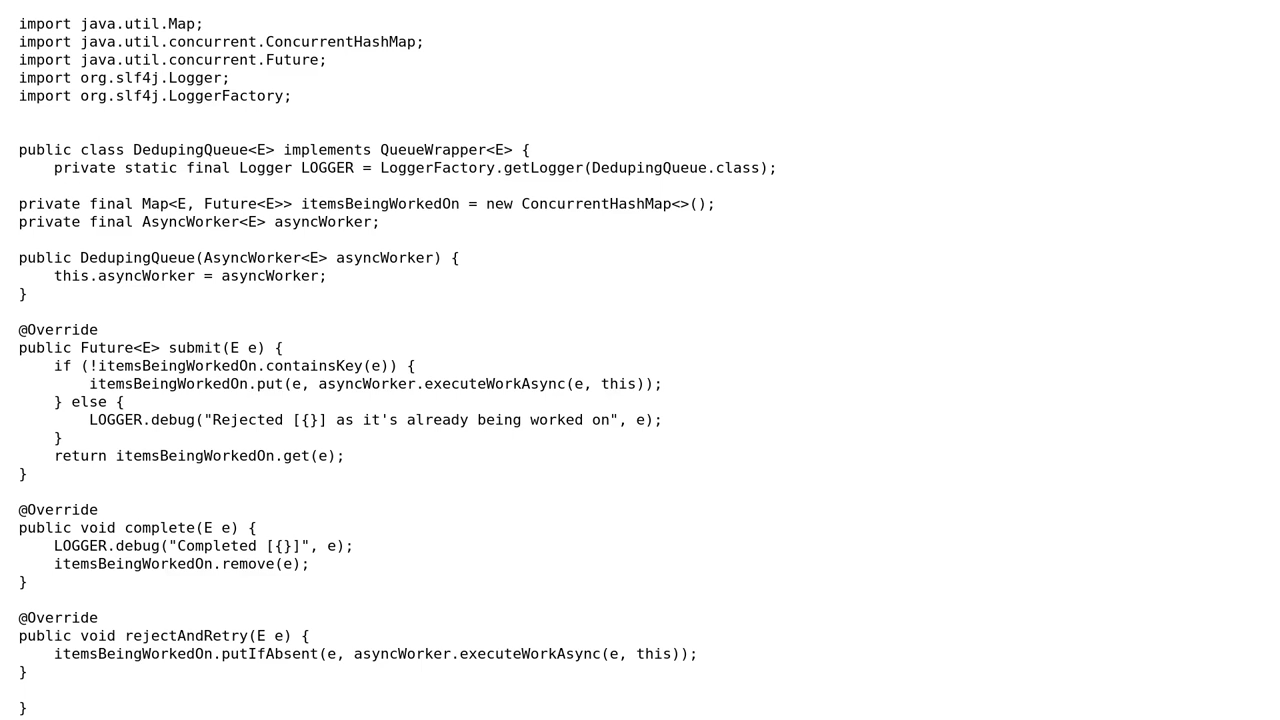 import java.util.Map;
import java.util.concurrent.ConcurrentHashMap;
import java.util.concurrent.Future;
import org.slf4j.Logger;
import org.slf4j.LoggerFactory;


public class DedupingQueue<E> implements QueueWrapper<E> {
    private static final Logger LOGGER = LoggerFactory.getLogger(DedupingQueue.class);

private final Map<E, Future<E>> itemsBeingWorkedOn = new ConcurrentHashMap<>();
private final AsyncWorker<E> asyncWorker;

public DedupingQueue(AsyncWorker<E> asyncWorker) {
    this.asyncWorker = asyncWorker;
}

@Override
public Future<E> submit(E e) {
    if (!itemsBeingWorkedOn.containsKey(e)) {
        itemsBeingWorkedOn.put(e, asyncWorker.executeWorkAsync(e, this));
    } else {
        LOGGER.debug("Rejected [{}] as it's already being worked on", e);
    }
    return itemsBeingWorkedOn.get(e);
}

@Override
public void complete(E e) {
    LOGGER.debug("Completed [{}]", e);
    itemsBeingWorkedOn.remove(e);
}

@Override
public void rejectAndRetry(E e) {
    itemsBeingWorkedOn.putIfAbsent(e, asyncWorker.executeWorkAsync(e, this));
}

}